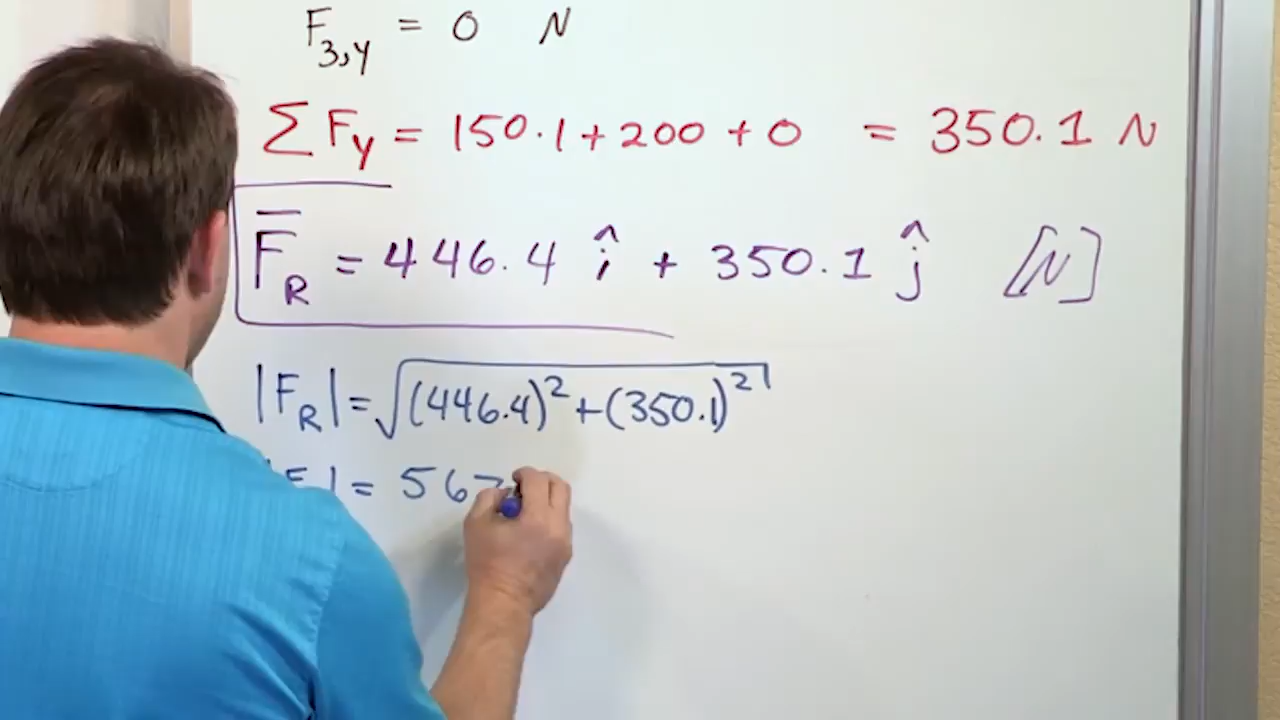 F₃,y = 0 N
ΣFy = 150.1 + 200 + 0 = 350.1 N
F̅R = 446.4 î + 350.1 ĵ [N]
|FR| = √(446.4)² + (350.1)²
| = 567